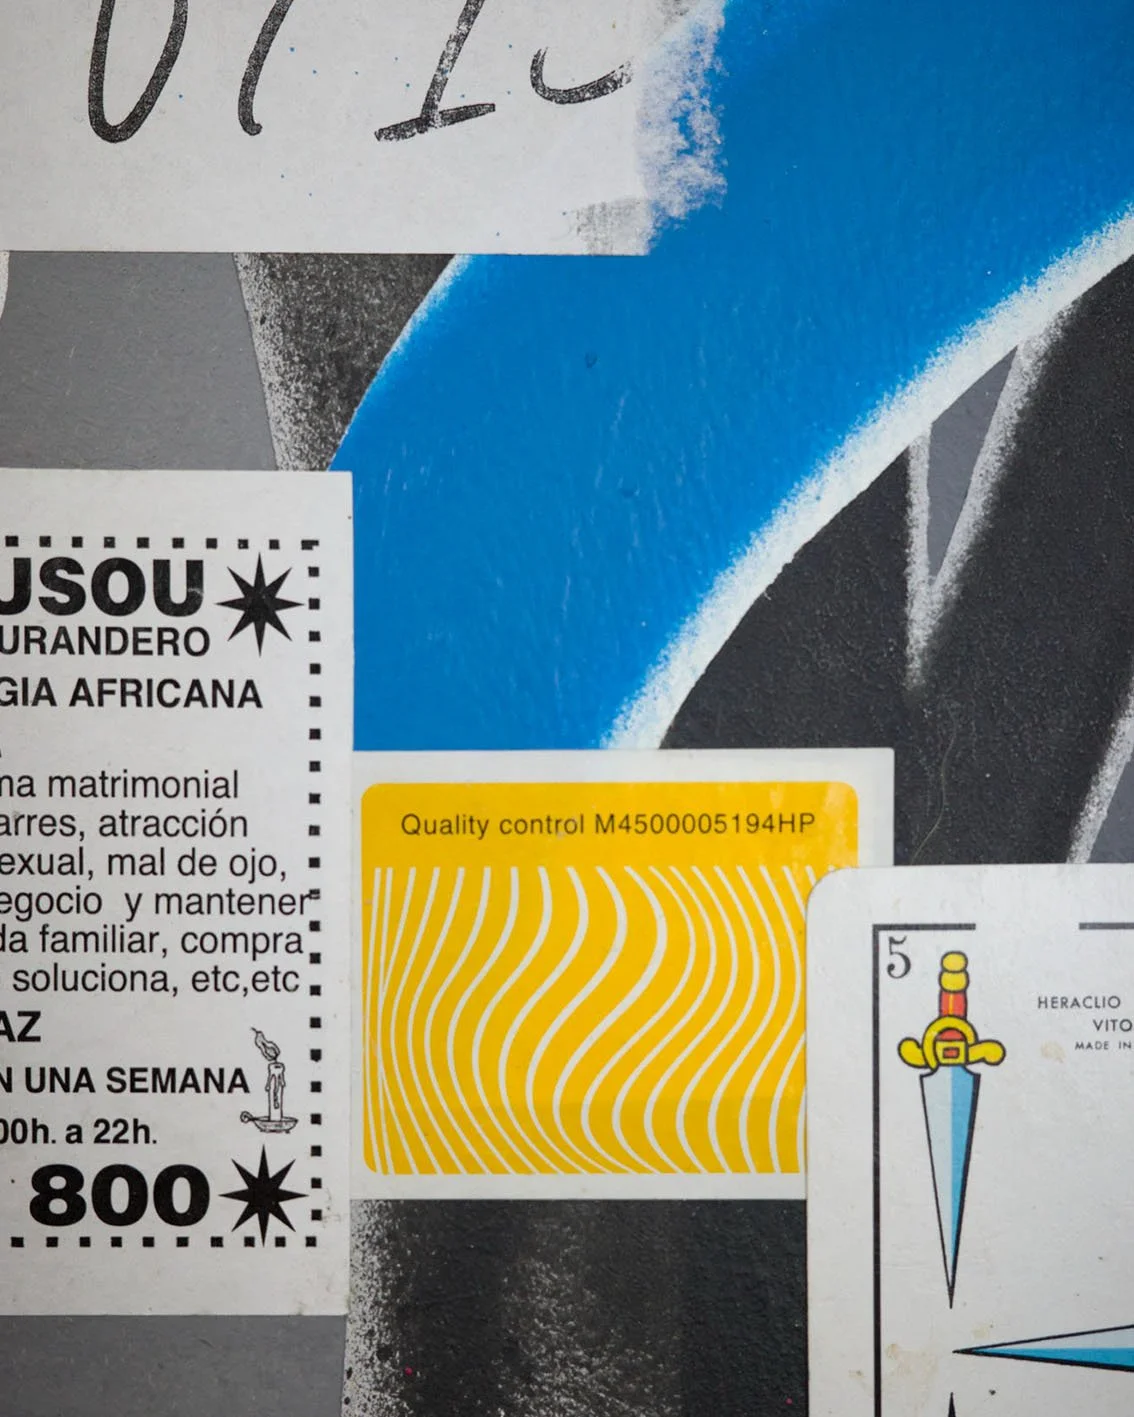 USOU
URANDERO
GIA AFRICANA
ma matrimonial
arres, atracción
exual, mal de ojo,
egocio y mantener
da familiar, compra
soluciona, etc,etc
AZ
N UNA SEMANA
00h. a 22h.
800
Quality control M4500005194HP
5
HERACLIO
VITO
MADE IN